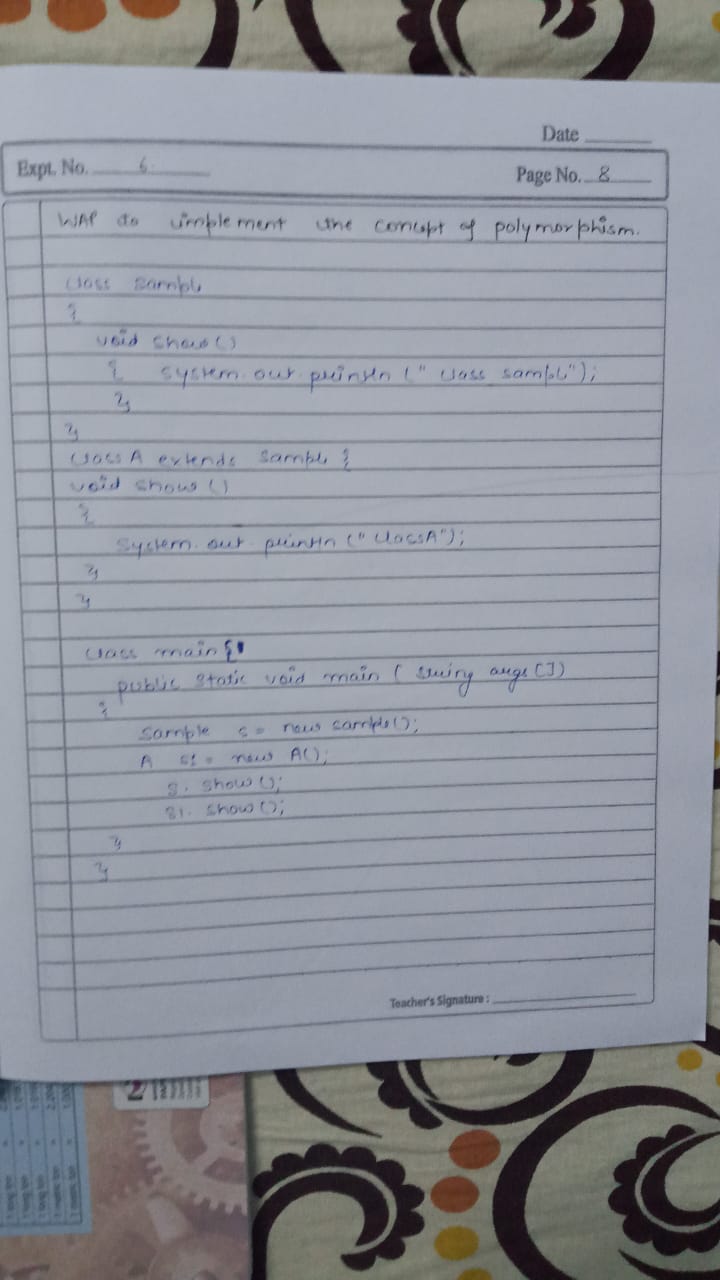 Date
Expt. No. 6.
Page No. 8
WAP to implement the concept of polymorphism.
class sample
{
void show()
{ system.out.println ("class sample");
}
}
class A extends sample {
void show ()
{
System.out.println ("classA");
}
}
class main {
public static void main ( string args [])
{
Sample s = new sample();
A s1 = new A();
s. show ();
s1. show ();
}
}
Teacher's Signature :
2